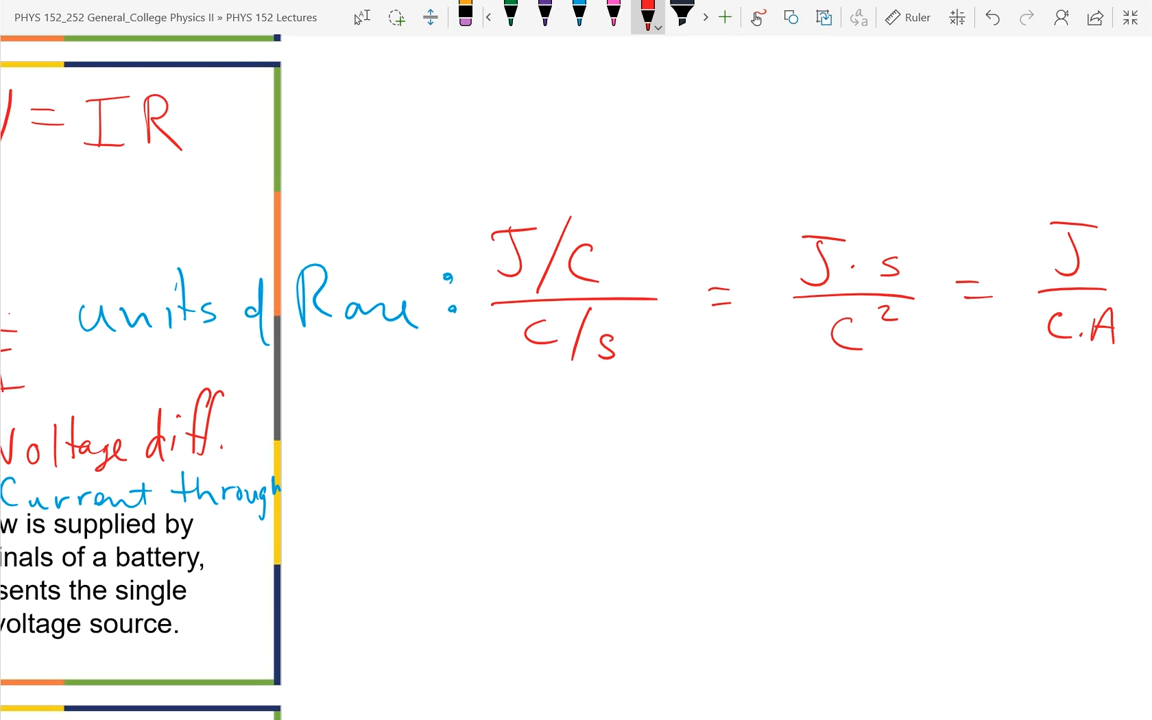 PHYS 152_252 General_College Physics II » PHYS 152 Lectures
Ruler
= IR
units of R are : J/C / C/s = J · s / C² = J / C.A
Voltage diff.
Current through
w is supplied by
inals of a battery,
sents the single
voltage source.